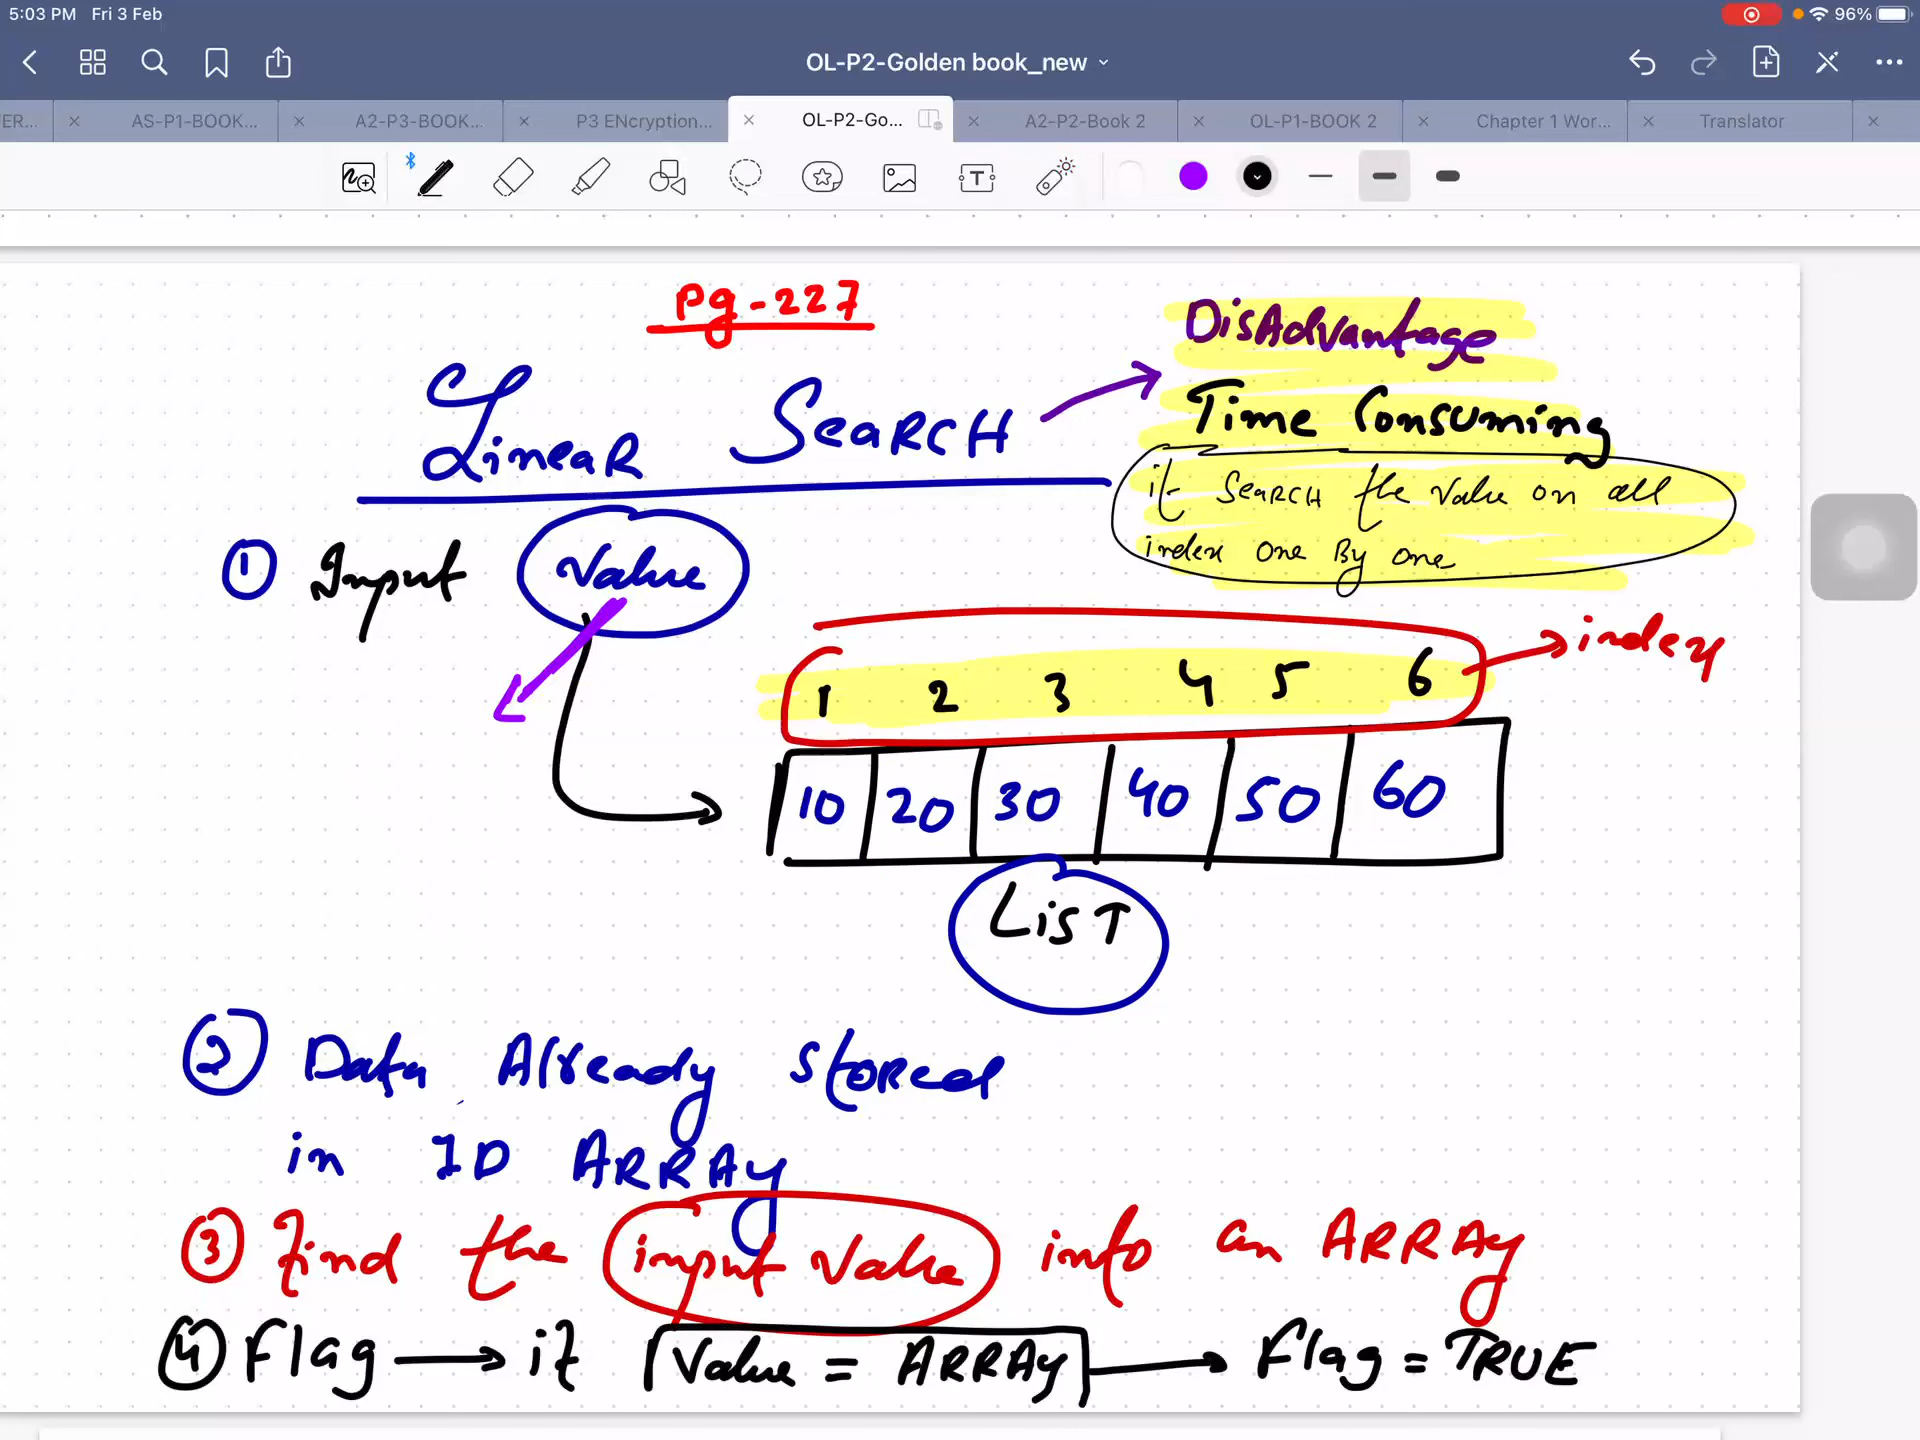 5:03 PM Fri 3 Feb
96%
OL-P2-Golden book_new
ER... AS-P1-BOOK... A2-P3-BOOK... P3 ENcryption... OL-P2-Go... A2-P2-Book 2 OL-P1-BOOK 2 Chapter 1 Wor... Translator
Pg-227
DisAdvantage
Linear Search
Time Consuming
it Search the value on all
index one By one
① Input Value
index
1 2 3 4 5 6
10 20 30 40 50 60
List
② Data Already stored
in 1D ARRAY
③ find the input value into an ARRAY
④ Flag → if Value = ARRAY → Flag = TRUE